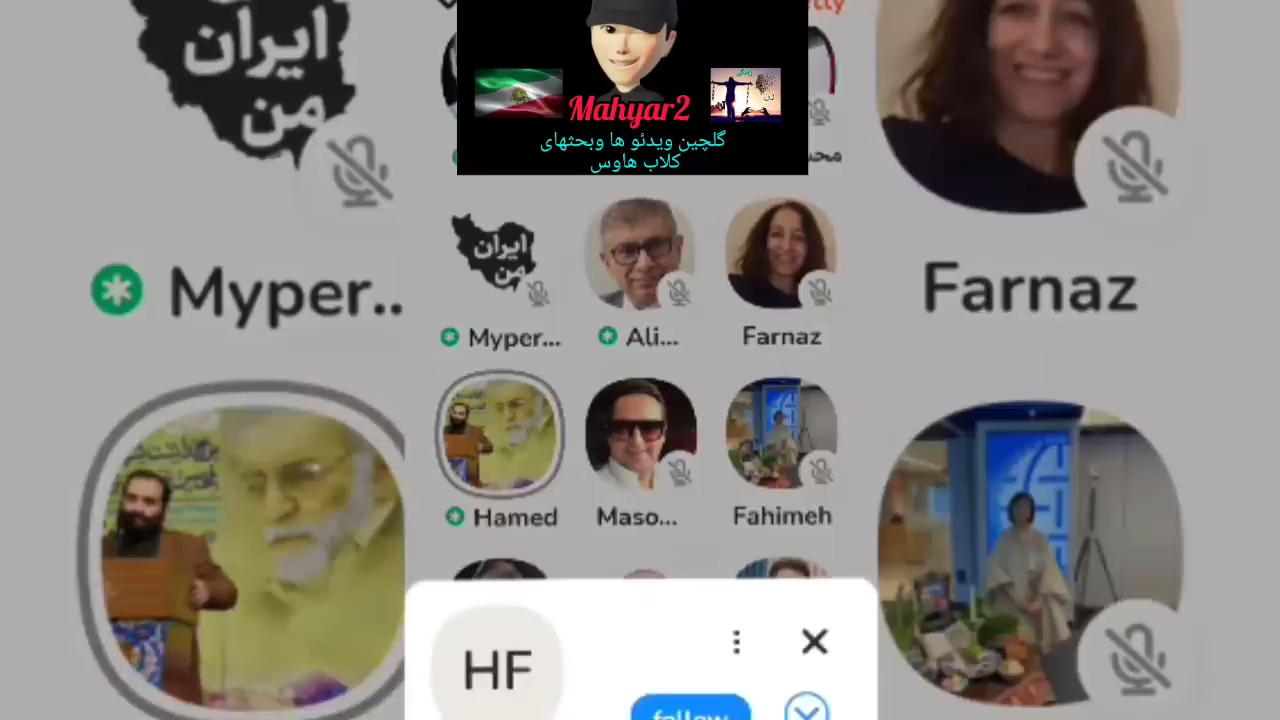 ایران
من
Myper..
Mahyar2
گلچین ویدئو ها وبحثهای
کلاب هاوس
ایران
من
Myper...
Ali...
Farnaz
Hamed
Maso...
Fahimeh
HF
follow
Farnaz